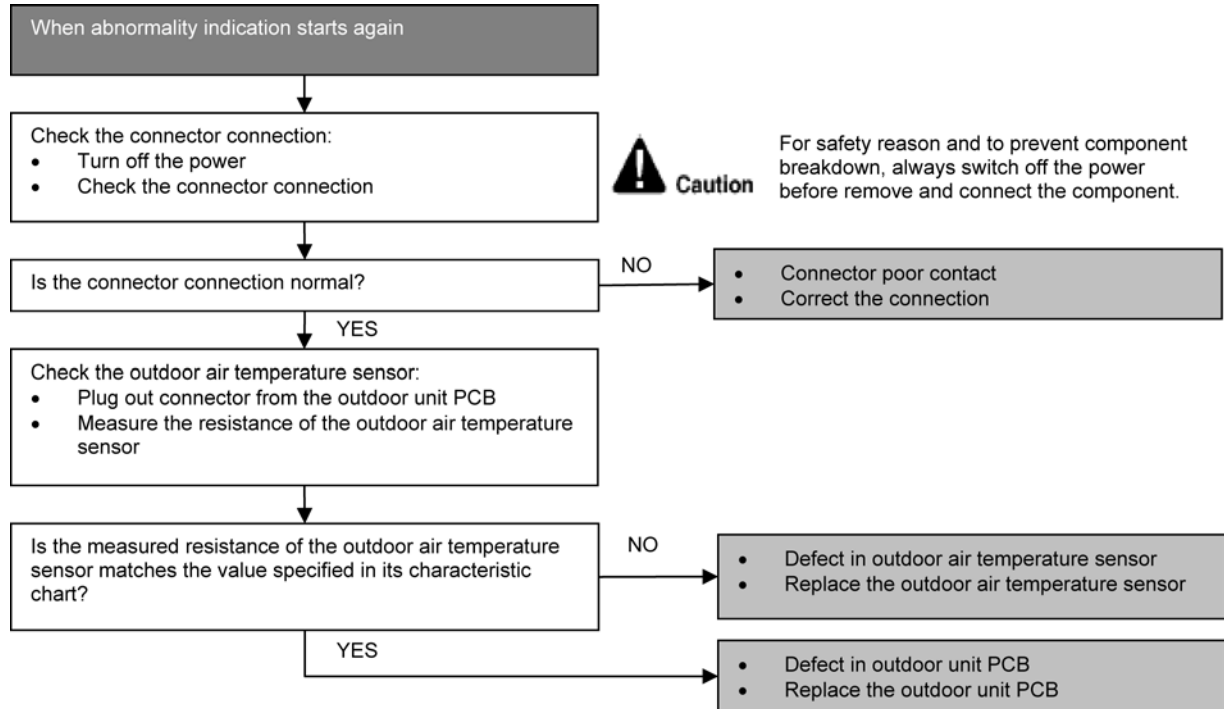 When abnormality indication starts again
Check the connector connection:
• Turn off the power
• Check the connector connection
Caution
For safety reason and to prevent component
breakdown, always switch off the power
before remove and connect the component.
Is the connector connection normal?
NO
• Connector poor contact
• Correct the connection
YES
Check the outdoor air temperature sensor:
• Plug out connector from the outdoor unit PCB
• Measure the resistance of the outdoor air temperature
sensor
Is the measured resistance of the outdoor air temperature
sensor matches the value specified in its characteristic
chart?
NO
• Defect in outdoor air temperature sensor
• Replace the outdoor air temperature sensor
YES
• Defect in outdoor unit PCB
• Replace the outdoor unit PCB